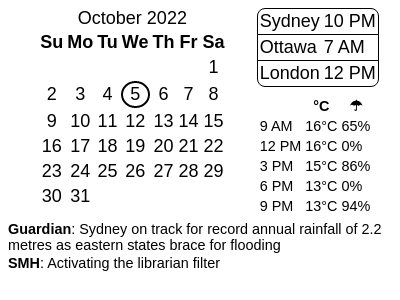 October 2022
Su Mo Tu We Th Fr Sa
1
2 3 4 5 6 7 8
9 10 11 12 13 14 15
16 17 18 19 20 21 22
23 24 25 26 27 28 29
30 31
Sydney 10 PM
Ottawa 7 AM
London 12 PM
°C ☂
9 AM 16°C 65%
12 PM 16°C 0%
3 PM 15°C 86%
6 PM 13°C 0%
9 PM 13°C 94%
Guardian: Sydney on track for record annual rainfall of 2.2
metres as eastern states brace for flooding
SMH: Activating the librarian filter